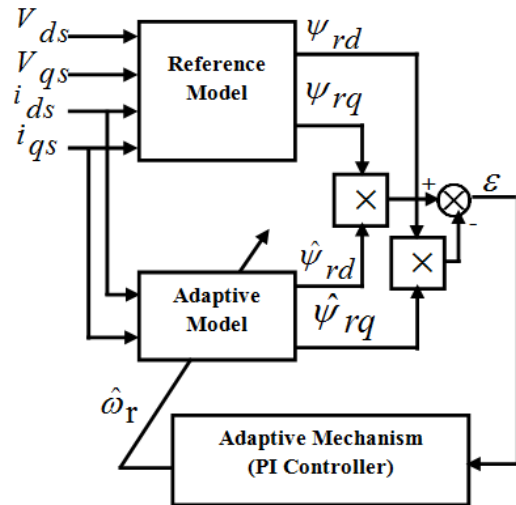 V_ds
V_qs
i_ds
i_qs
Reference
Model
ψ_rd
ψ_rq
×
+
ε
-
×
ψ̂_rd
ψ̂_rq
Adaptive
Model
ω̂_r
Adaptive Mechanism
(PI Controller)